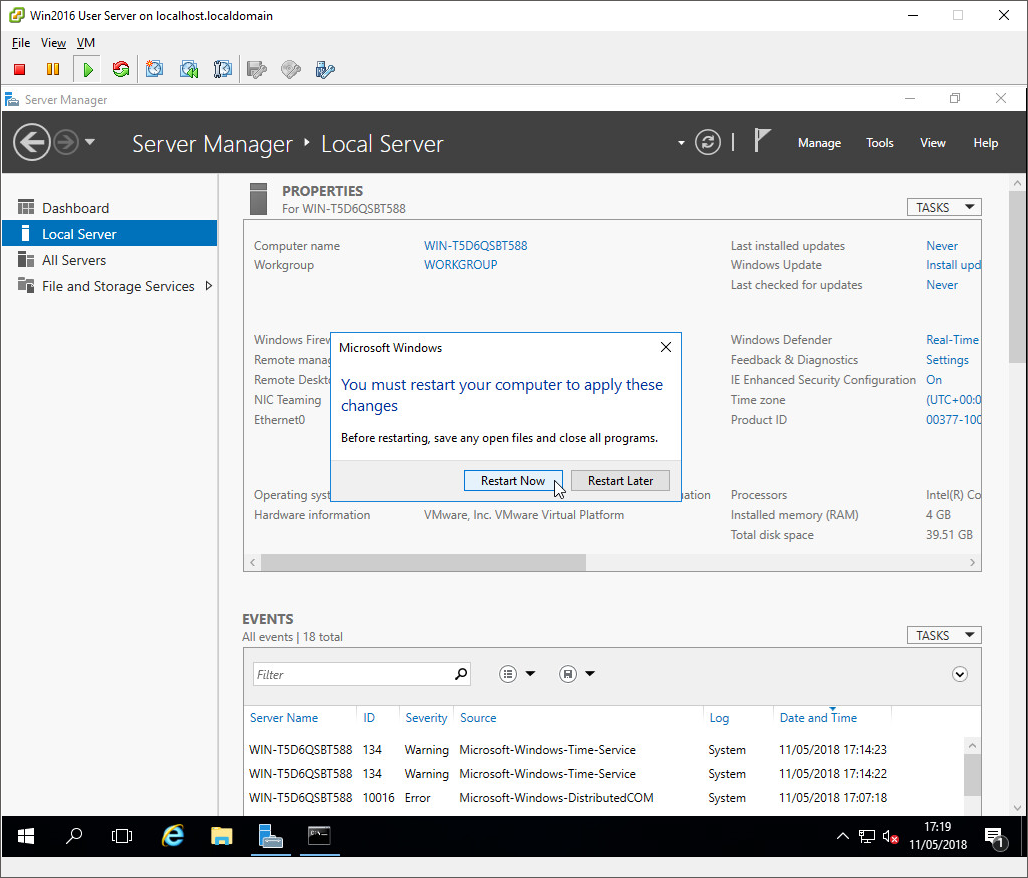 Win2016 User Server on localhost.localdomain
File View VM
Server Manager
Server Manager Local Server
Manage Tools View Help
Dashboard
Local Server
All Servers
File and Storage Services
PROPERTIES
For WIN-T5D6QSBT588
TASKS
Computer name WIN-T5D6QSBT588 Last installed updates Never
Workgroup WORKGROUP Windows Update Install upd
Last checked for updates Never
Windows Firew Windows Defender Real-Time
Remote manag Feedback & Diagnostics Settings
Remote Deskto IE Enhanced Security Configuration On
NIC Teaming Time zone (UTC+00:0
Ethernet0 Product ID 00377-100
Microsoft Windows
You must restart your computer to apply these
changes
Before restarting, save any open files and close all programs.
Restart Now Restart Later
Operating syst mation Processors Intel(R) Co
Hardware information VMware, Inc. VMware Virtual Platform Installed memory (RAM) 4 GB
Total disk space 39.51 GB
EVENTS
All events | 18 total
TASKS
Filter
Server Name ID Severity Source Log Date and Time
WIN-T5D6QSBT588 134 Warning Microsoft-Windows-Time-Service System 11/05/2018 17:14:23
WIN-T5D6QSBT588 134 Warning Microsoft-Windows-Time-Service System 11/05/2018 17:14:22
WIN-T5D6QSBT588 10016 Error Microsoft-Windows-DistributedCOM System 11/05/2018 17:07:18
17:19
11/05/2018
1